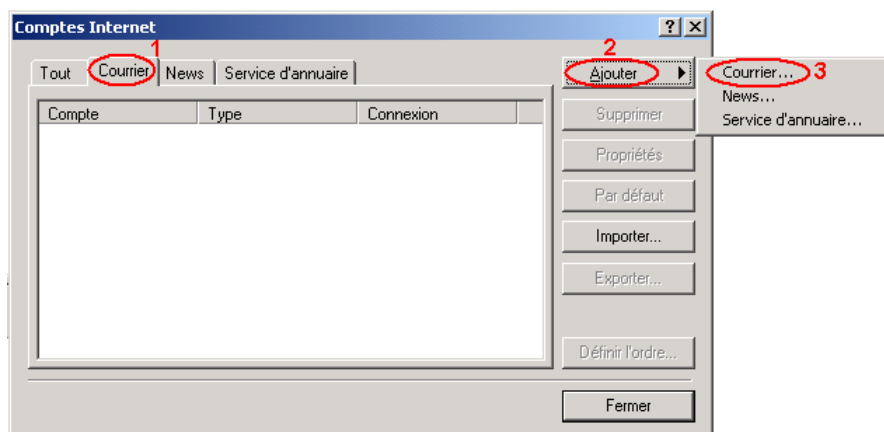 Comptes Internet
1
2
Tout Courrier News Service d'annuaire
Ajouter
Courrier... 3
News...
Service d'annuaire...
Compte Type Connexion
Supprimer
Propriétés
Par défaut
Importer...
Exporter...
Définir l'ordre...
Fermer